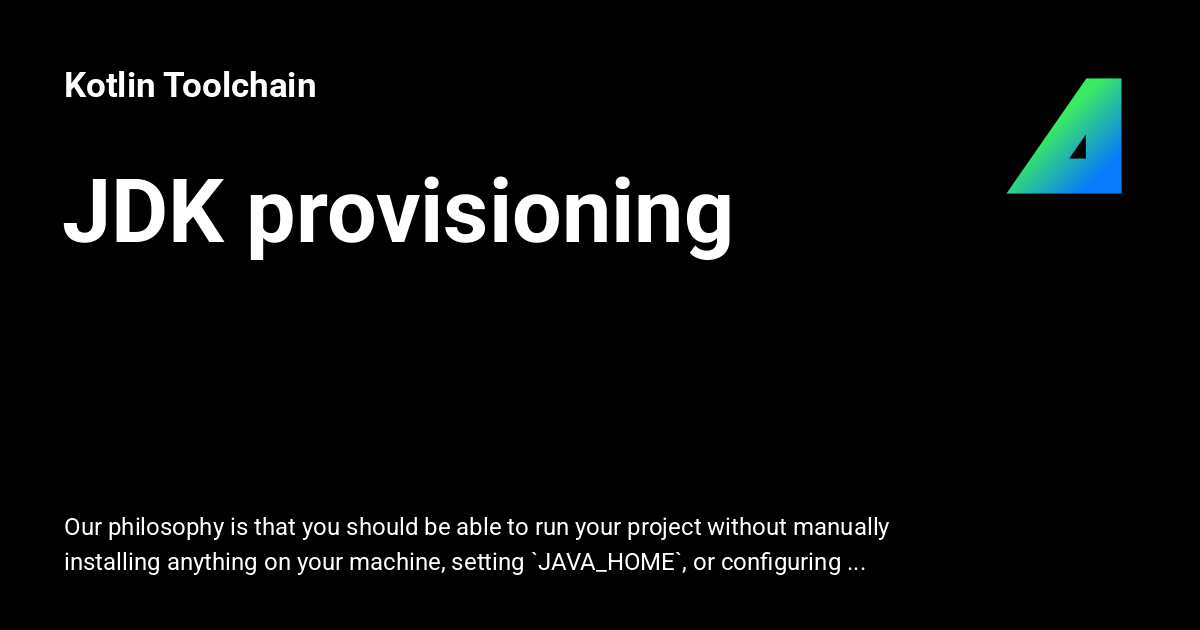 Kotlin Toolchain
JDK provisioning
Our philosophy is that you should be able to run your project without manually
installing anything on your machine, setting `JAVA_HOME`, or configuring ...